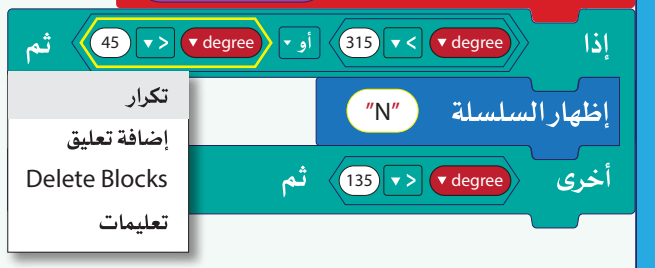 إذا degree < 315 أو degree > 45 ثم
تكرار
إضافة تعليق
Delete Blocks
تعليمات
إظهار السلسلة "N"
أخرى degree > 135 ثم